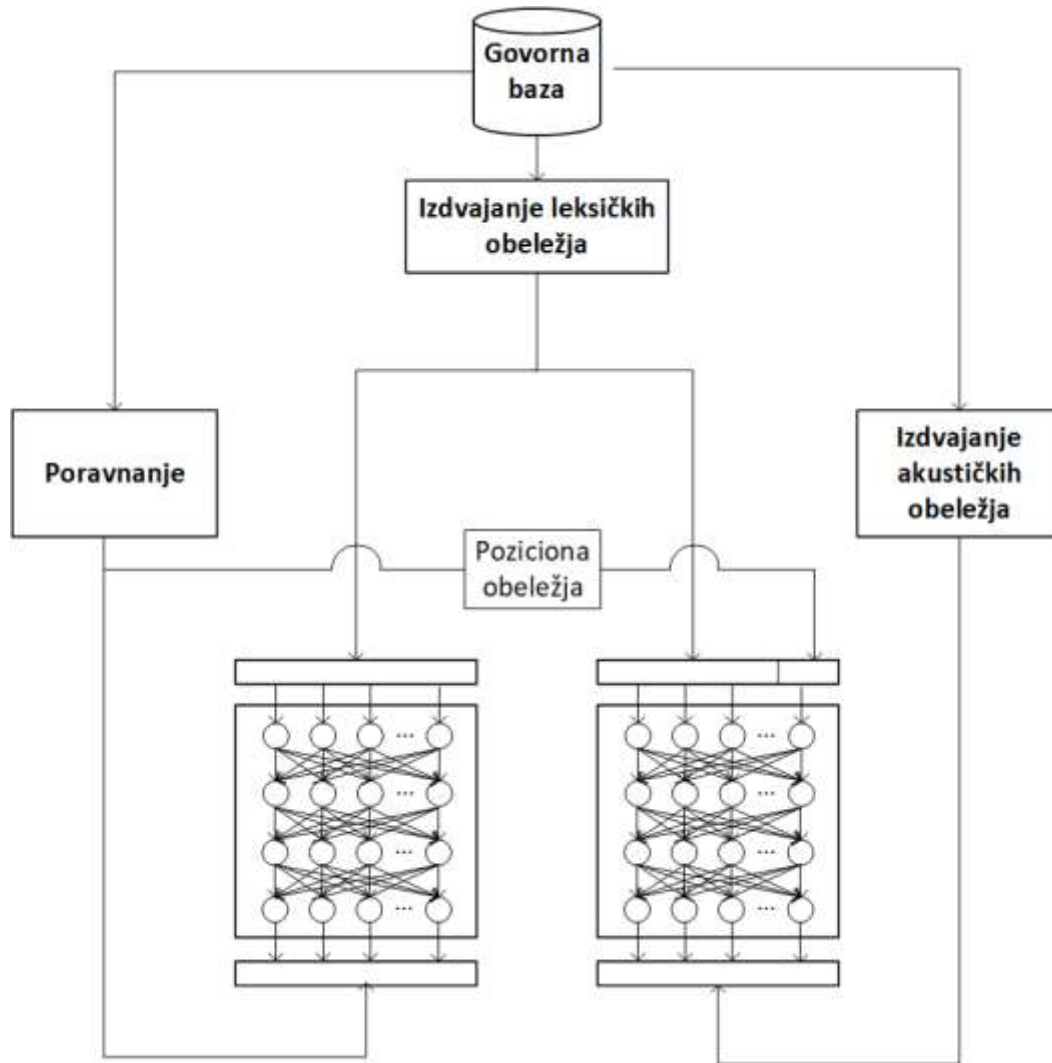 Govorna
baza
Izdvajanje leksičkih
obeležja
Poravnanje
Izdvajanje
akustičkih
obeležja
Poziciona
obeležja
...
...
...
...
...
...
...
...